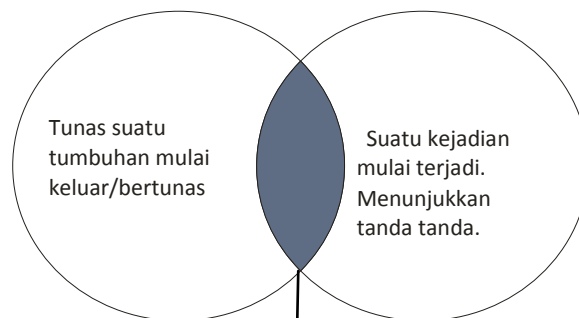 Tunas suatu
tumbuhan mulai
keluar/bertunas
Suatu kejadian
mulai terjadi.
Menunjukkan
tanda tanda.